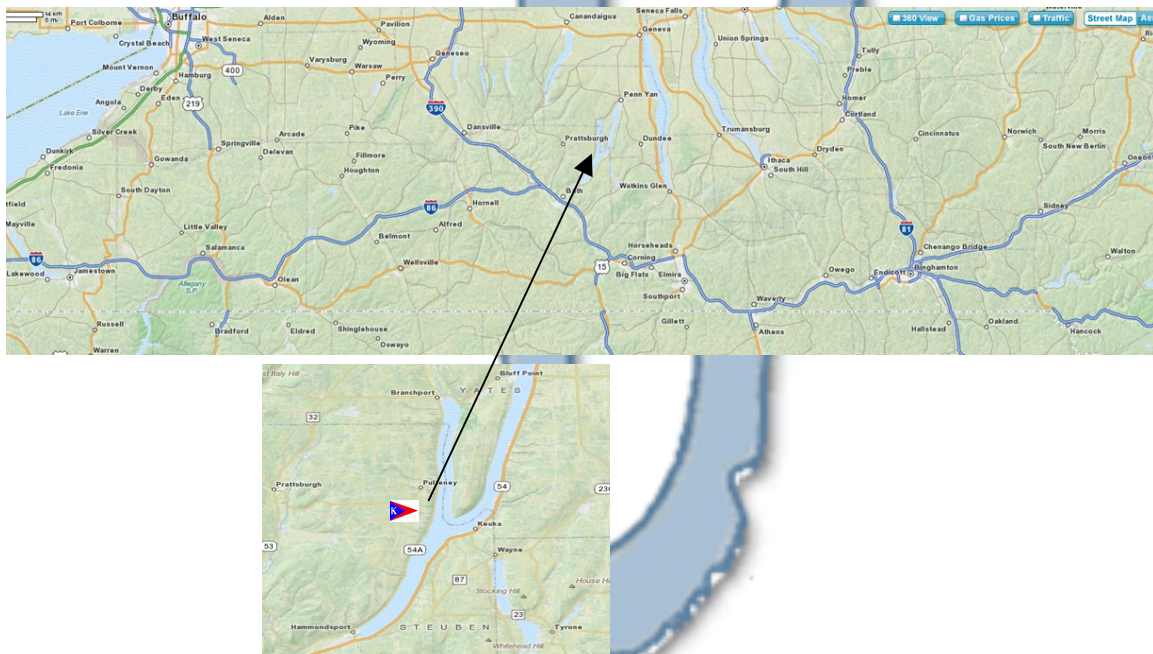 14 km
8 mi
360 View
Gas Prices
Traffic
Street Map
Port Colborne
Buffalo
Alden
Pavilion
Canandaigua
Seneca Falls
Geneva
Crystal Beach
West Seneca
Wyoming
Union Springs
Mount Vernon
Hamburg
400
Varysburg
Warsaw
Geneseo
Tully
Derby
Perry
Preble
Angola
Eden
219
390
Penn Yan
Homer
Lake Erie
Cortland
Silver Creek
Arcade
Pike
Dansville
Prattsburgh
Dundee
Trumansburg
Cincinnatus
Norwich
Morris
Dunkirk
Springville
Delevan
Dryden
South New Berlin
Fredonia
Gowanda
Fillmore
Houghton
Ithaca
South Hill
South Dayton
Watkins Glen
86
Hornell
Sidney
Little Valley
Belmont
Alfred
81
Mayville
Salamanca
Horseheads
Chenango Bridge
Walton
86
Corning
Lakewood
Jamestown
Wellsville
15
Big Flats
Elmira
Owego
Endicott
Binghamton
Olean
Allegany
S.P.
Southport
Waverly
Russell
Bradford
Eldred
Shinglehouse
Gillett
Athens
Hallstead
Oakland
Hancock
Oswayo
Warren
Bluff Point
Branchport
YATES
32
Prattsburgh
Pulteney
54
K
Keuka
53
54A
Wayne
87
Stocking Hill
23
Hammondsport
STEUBEN
Tyrone
Whitehead Hill